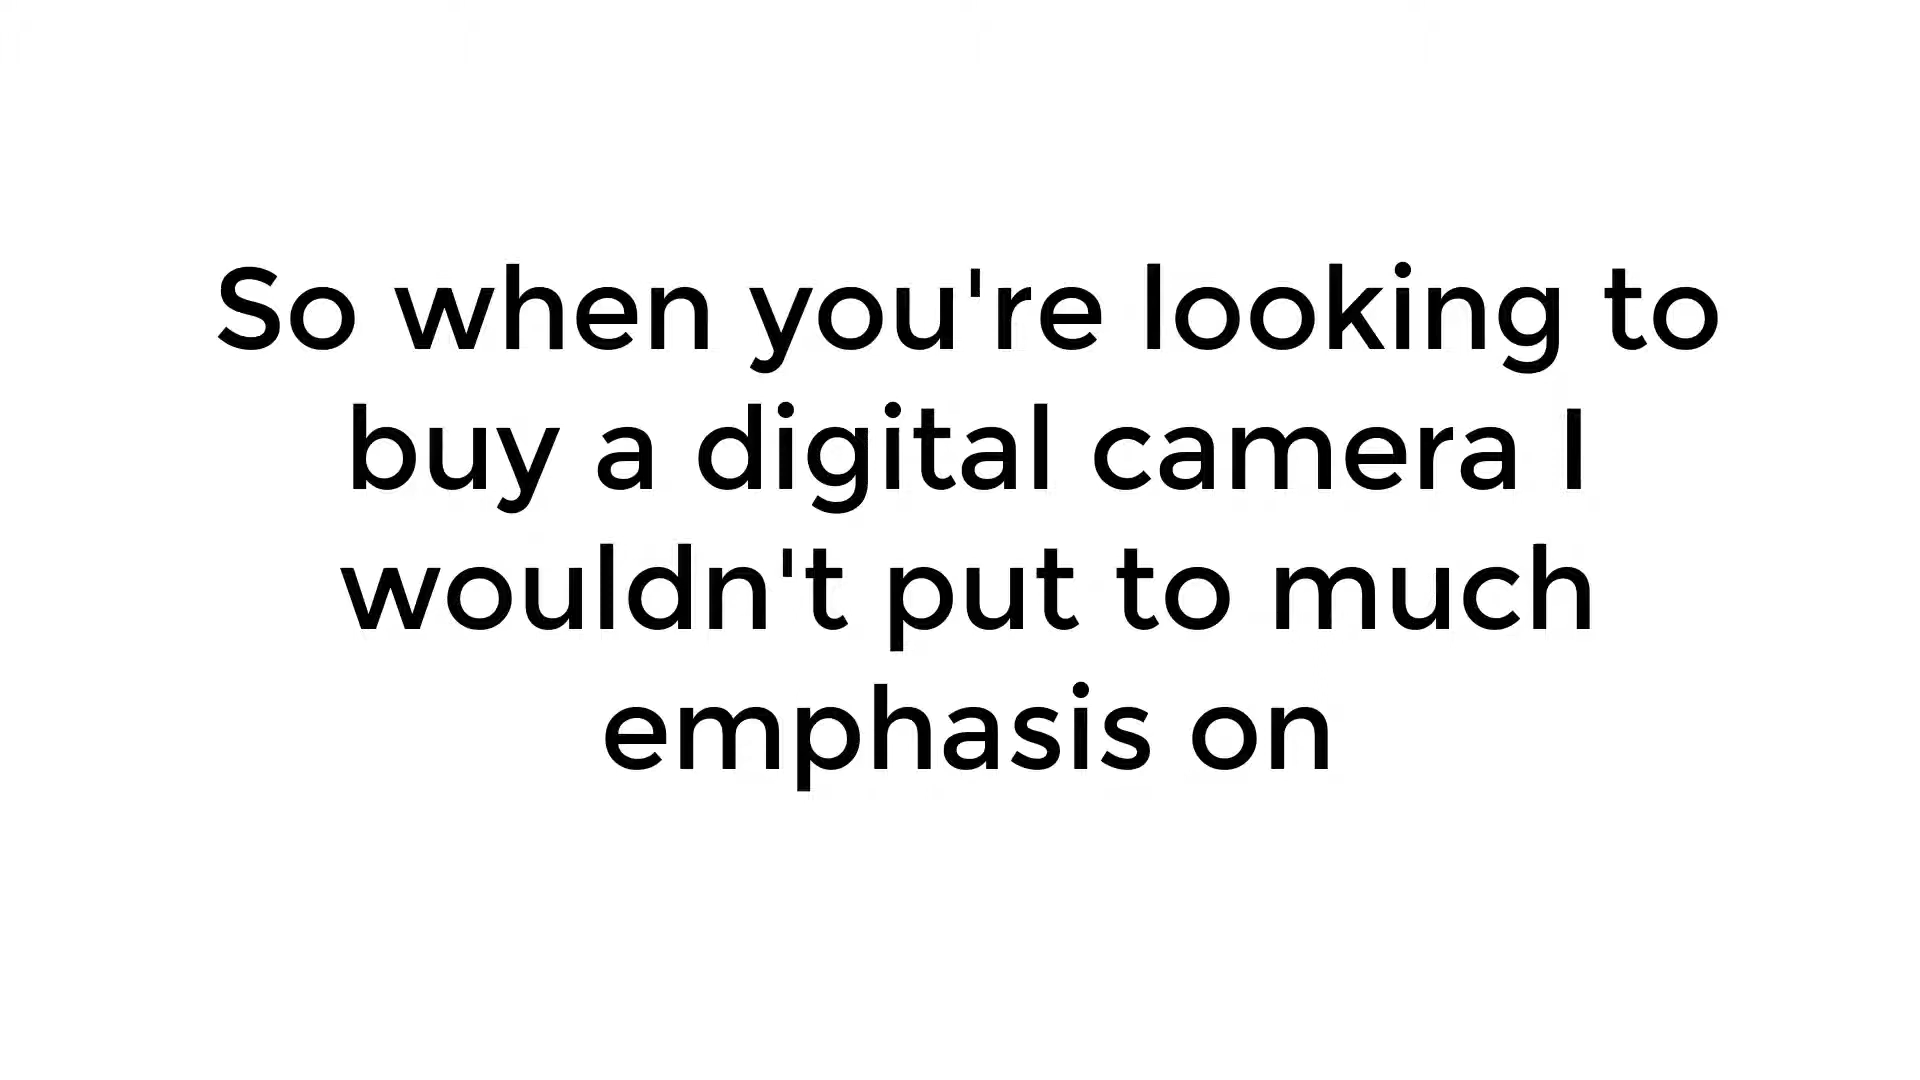 So when you're looking to
buy a digital camera I
wouldn't put to much
emphasis on